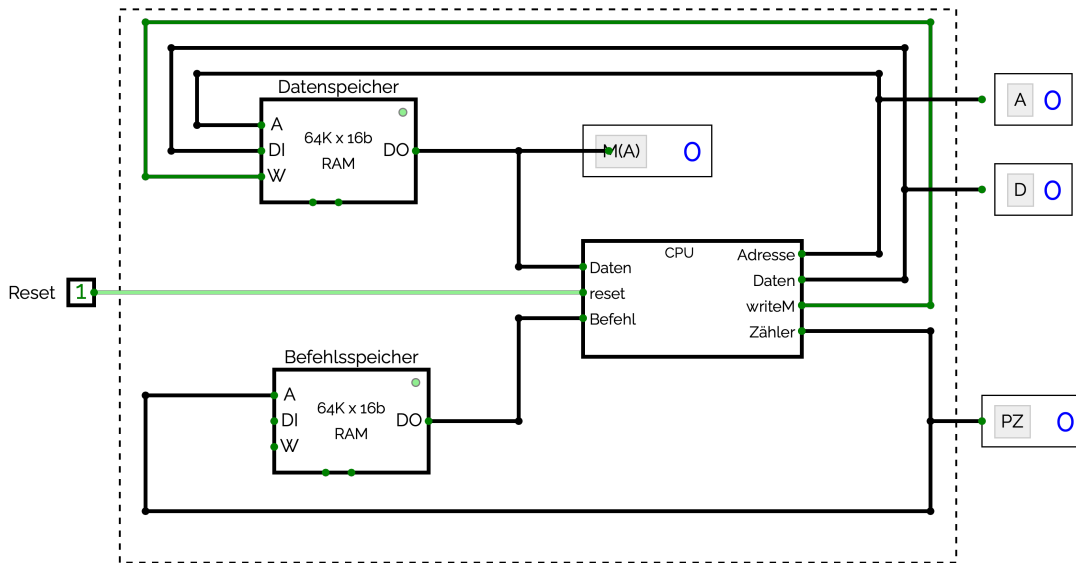 Datenspeicher
A
64K x 16b
DI
DO
RAM
W
M(A) 0
A 0
D 0
CPU
Adresse
Daten
Daten
reset
writeM
Befehl
Zähler
Reset 1
Befehlsspeicher
A
64K x 16b
DI
DO
RAM
W
PZ 0